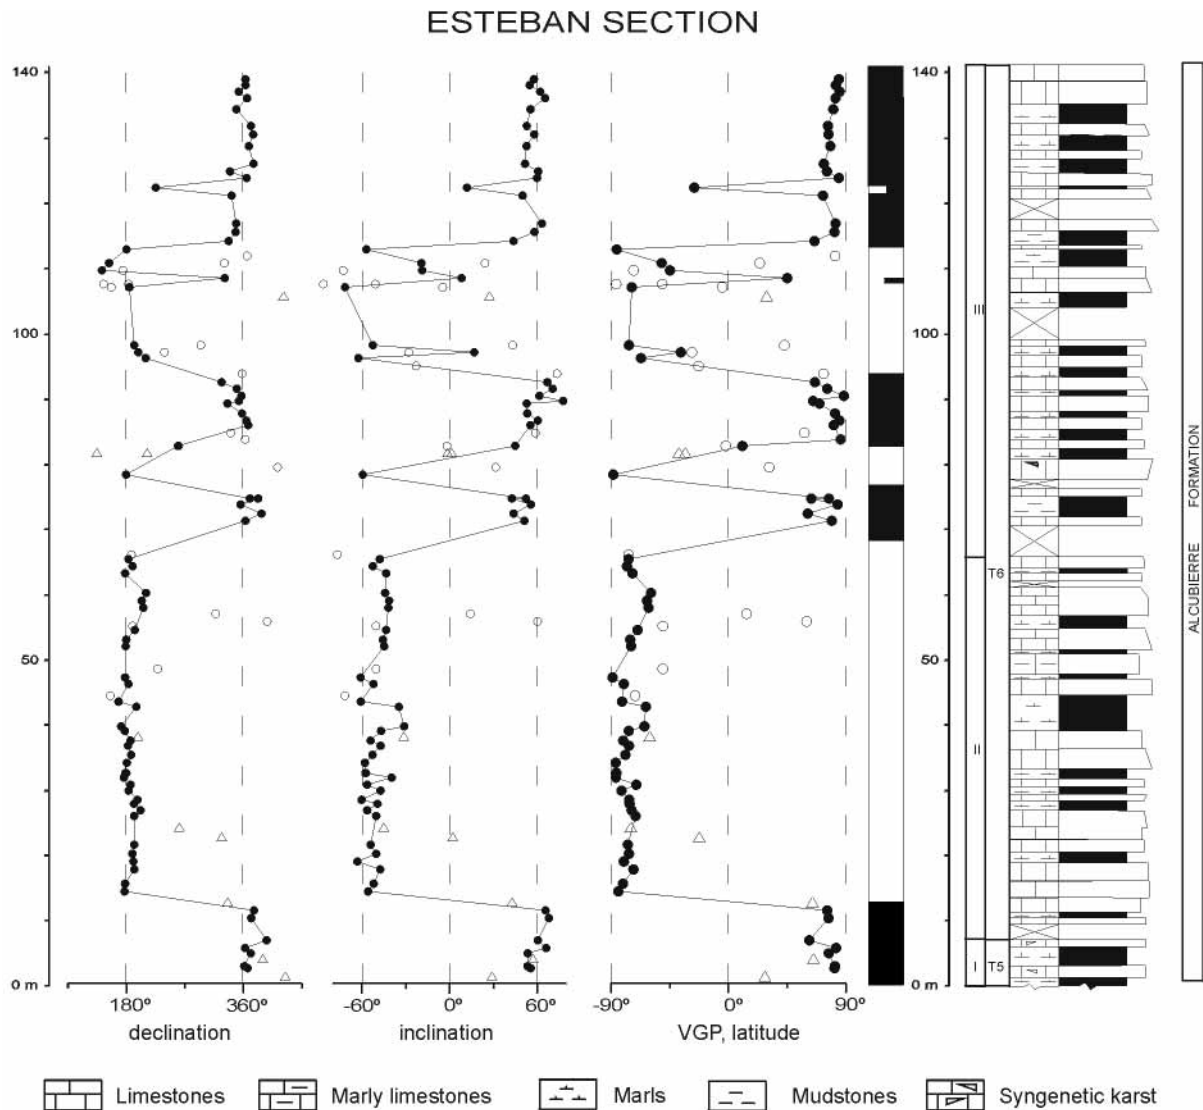 ESTEBAN SECTION
140
100
50
0 m
180º 360º
declination
-60º 0º 60º
inclination
-90º 0º 90º
VGP, latitude
140
100
50
0 m
III
II
I
T6
T5
ALCUBIERRE FORMATION
Limestones
Marly limestones
Marls
Mudstones
Syngenetic karst